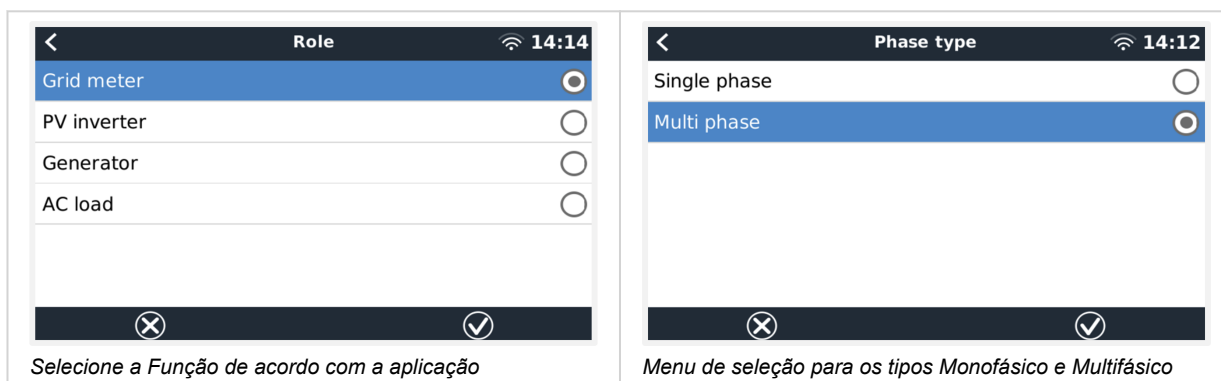 Role 14:14
Grid meter
PV inverter
Generator
AC load
Selecione a Função de acordo com a aplicação
Phase type 14:12
Single phase
Multi phase
Menu de seleção para os tipos Monofásico e Multifásico